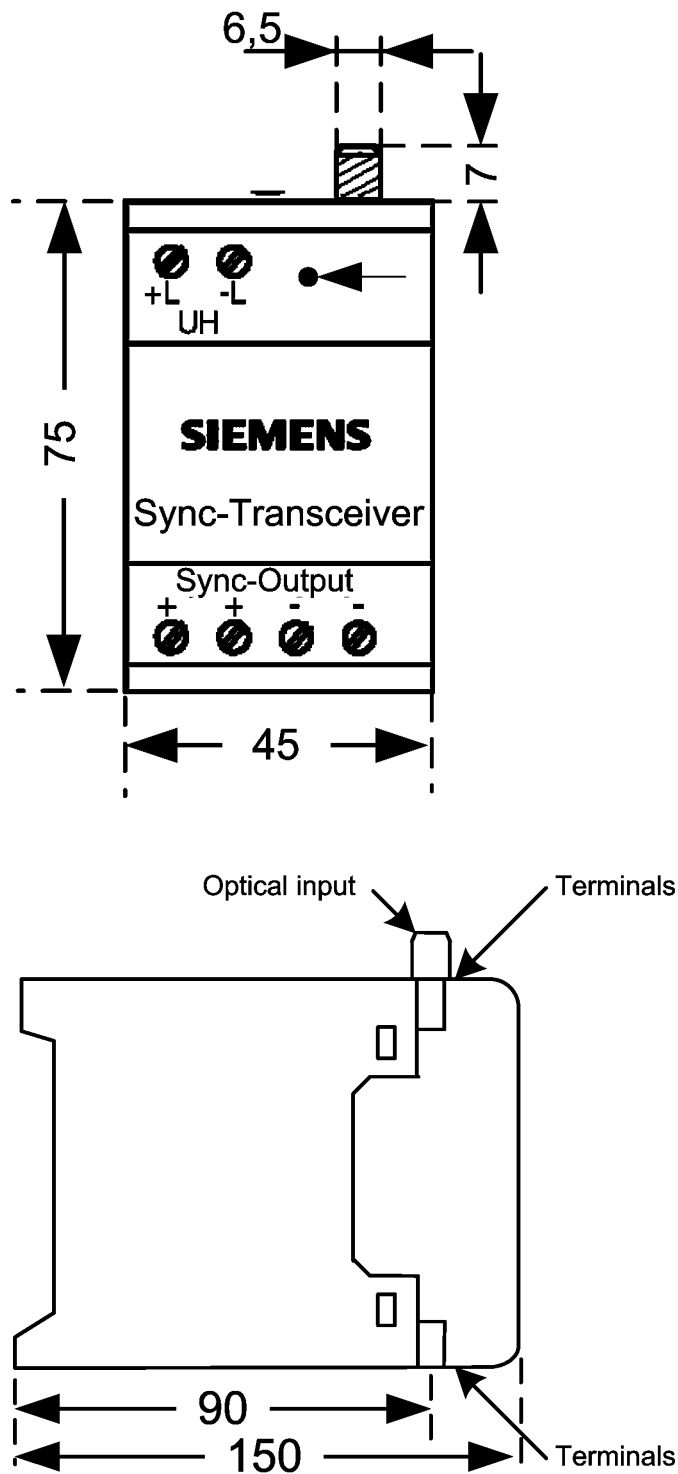 6,5
7
+L -L
UH
75
SIEMENS
Sync-Transceiver
Sync-Output
+ + - -
45
Optical input
Terminals
90
150
Terminals